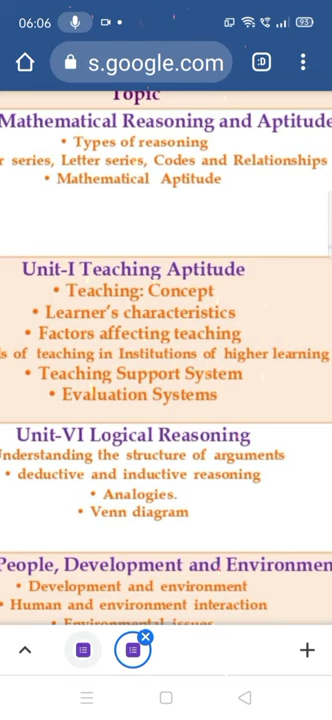 06:06
93
s.google.com
:D
Topic
Mathematical Reasoning and Aptitude
• Types of reasoning
series, Letter series, Codes and Relationships
• Mathematical Aptitude
Unit-I Teaching Aptitude
• Teaching: Concept
• Learner's characteristics
• Factors affecting teaching
of teaching in Institutions of higher learning
• Teaching Support System
• Evaluation Systems
Unit-VI Logical Reasoning
Understanding the structure of arguments
• deductive and inductive reasoning
• Analogies.
• Venn diagram
People, Development and Environmen
• Development and environment
• Human and environment interaction
• Environmental issues